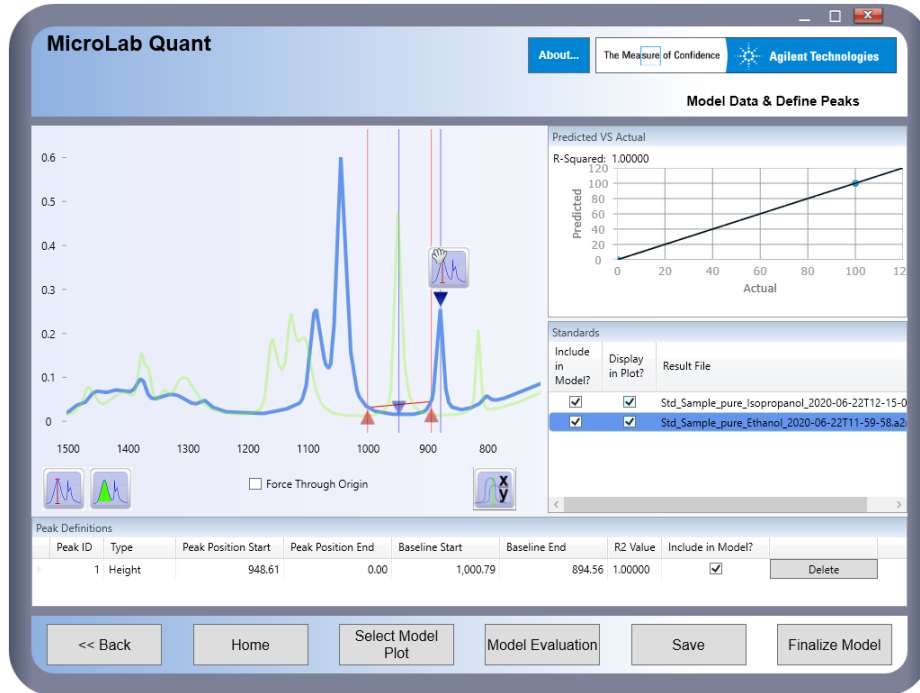 MicroLab Quant
About...
The Measure of Confidence
Agilent Technologies
Model Data & Define Peaks
0.6
0.5
0.4
0.3
0.2
0.1
0
1500 1400 1300 1200 1100 1000 900 800
Force Through Origin
X
y
Predicted VS Actual
R-Squared: 1.00000
120
100
80
60
40
20
0
Predicted
0 20 40 60 80 100 12
Actual
Standards
Include in Model?
Display in Plot?
Result File
Std_Sample_pure_Isopropanol_2020-06-22T12-15-0
Std_Sample_pure_Ethanol_2020-06-22T11-59-58.a2
Peak Definitions
Peak ID Type Peak Position Start Peak Position End Baseline Start Baseline End R2 Value Include in Model?
1 Height 948.61 0.00 1,000.79 894.56 1.00000 Delete
<< Back
Home
Select Model
Plot
Model Evaluation
Save
Finalize Model